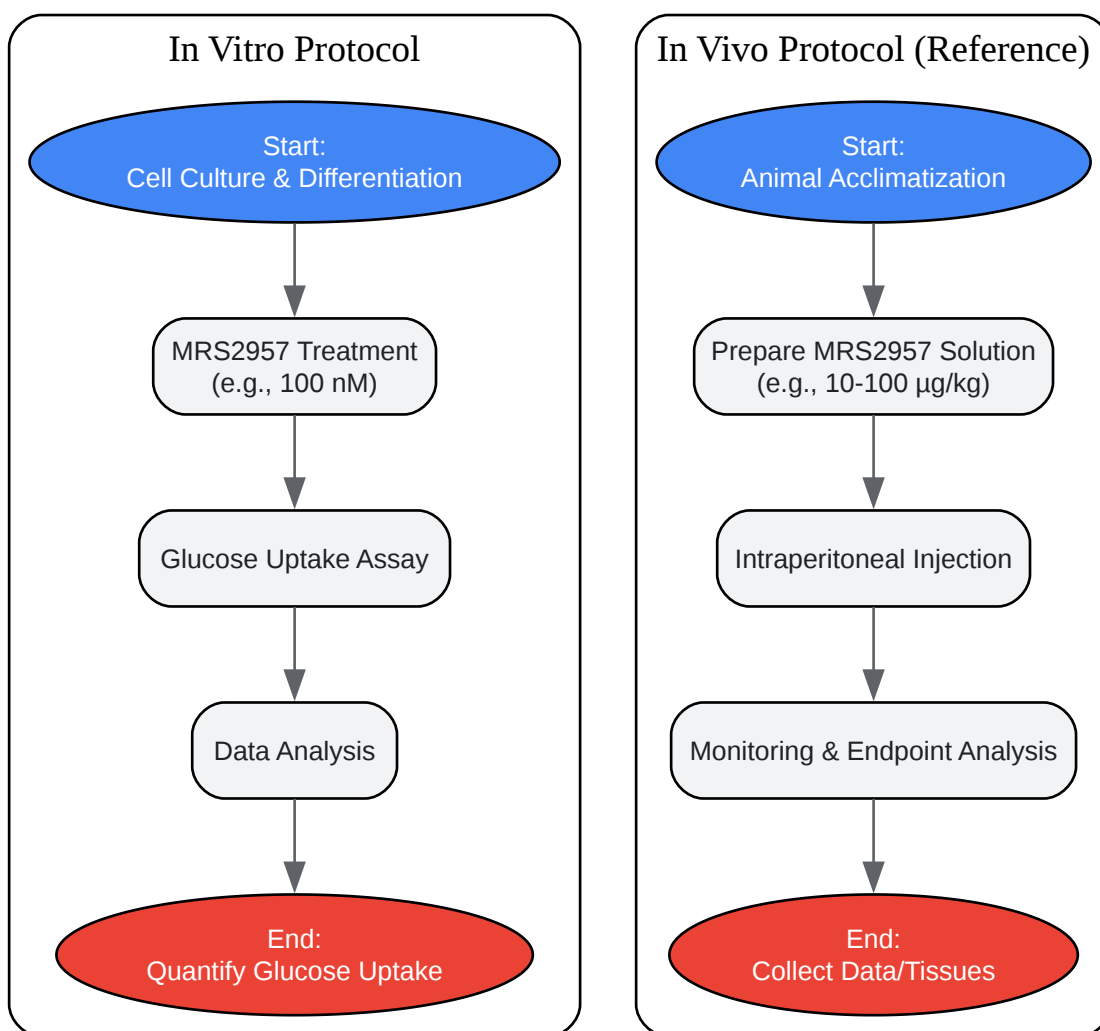 In Vitro Protocol
Start:
Cell Culture & Differentiation
MRS2957 Treatment
(e.g., 100 nM)
Glucose Uptake Assay
Data Analysis
End:
Quantify Glucose Uptake
In Vivo Protocol (Reference)
Start:
Animal Acclimatization
Prepare MRS2957 Solution
(e.g., 10-100 µg/kg)
Intraperitoneal Injection
Monitoring & Endpoint Analysis
End:
Collect Data/Tissues